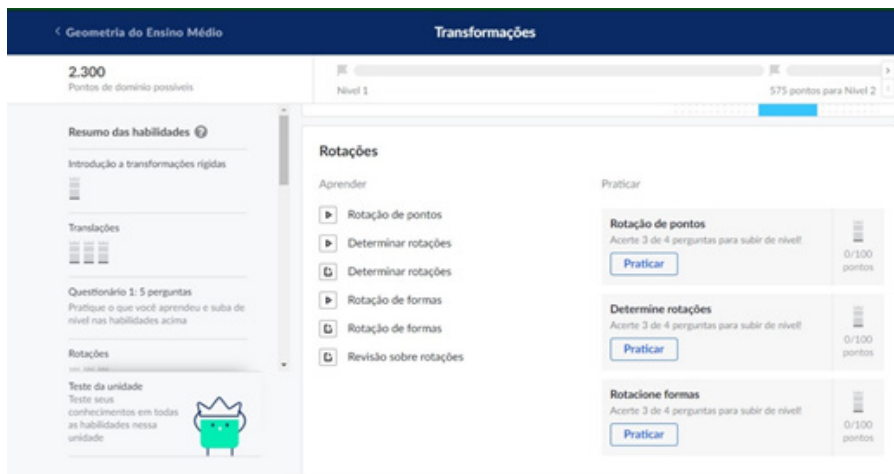 < Geometria do Ensino Médio
Transformações
2.300
Pontos de domínio possíveis
Nível 1
575 pontos para Nível 2
Resumo das habilidades
Introdução a transformações rígidas
Translações
Questionário 1: 5 perguntas
Pratique o que você aprendeu e suba de
nível nas habilidades acima
Rotações
Teste da unidade
Teste seus
conhecimentos em todas
as habilidades nessa
unidade
Rotações
Aprender
Rotação de pontos
Determinar rotações
Determinar rotações
Rotação de formas
Rotação de formas
Revisão sobre rotações
Praticar
Rotação de pontos
Acerte 3 de 4 perguntas para subir de nível!
Praticar
0/100
pontos
Determine rotações
Acerte 3 de 4 perguntas para subir de nível!
Praticar
0/100
pontos
Rotacione formas
Acerte 3 de 4 perguntas para subir de nível!
Praticar
0/100
pontos